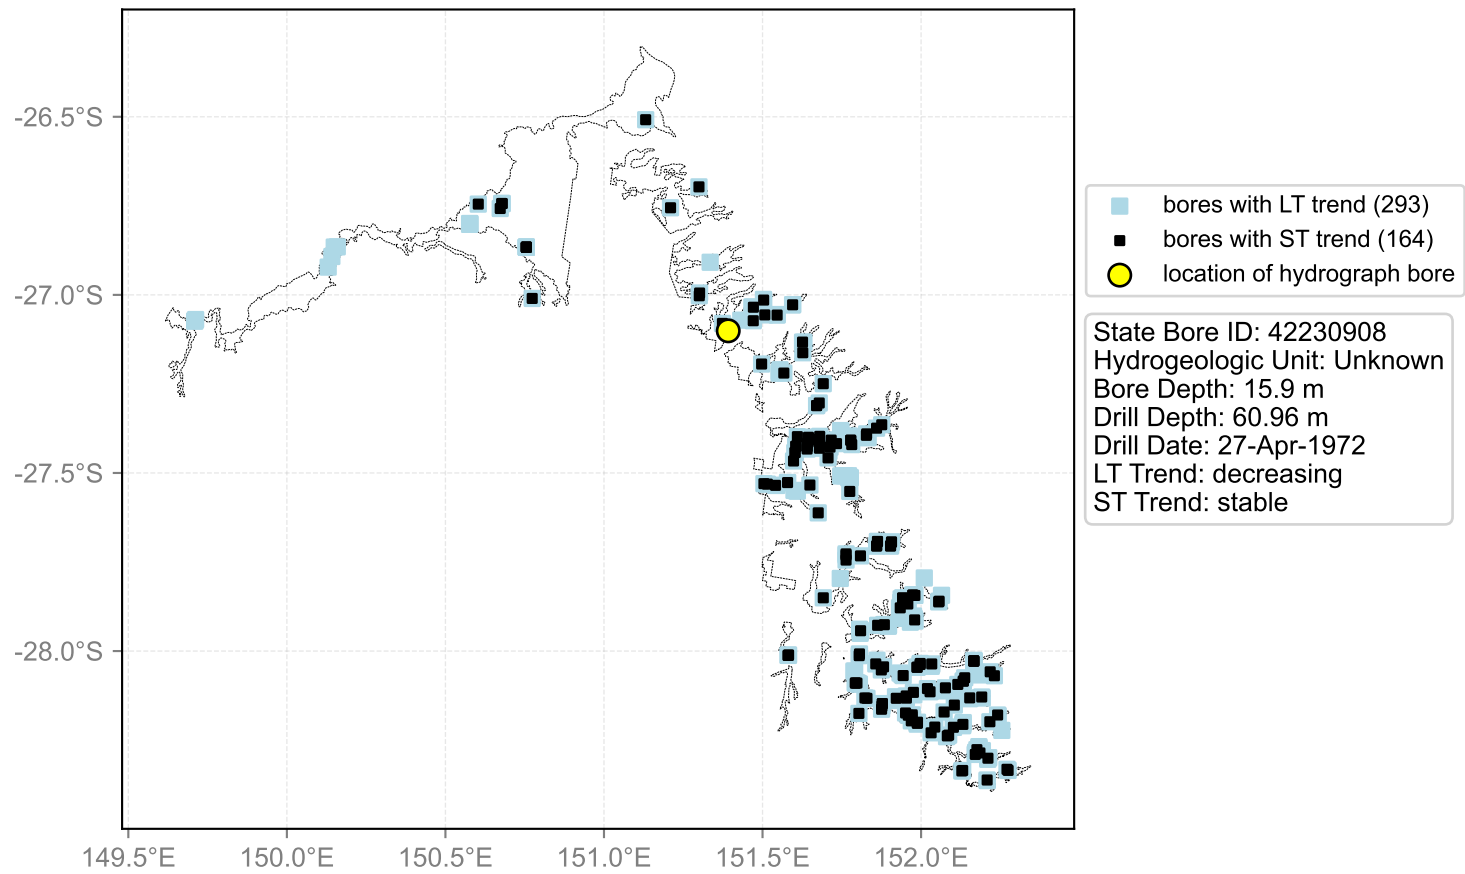 -26.5°S
-27.0°S
-27.5°S
-28.0°S
149.5°E
150.0°E
150.5°E
151.0°E
151.5°E
152.0°E
bores with LT trend (293)
bores with ST trend (164)
location of hydrograph bore
State Bore ID: 42230908
Hydrogeologic Unit: Unknown
Bore Depth: 15.9 m
Drill Depth: 60.96 m
Drill Date: 27-Apr-1972
LT Trend: decreasing
ST Trend: stable